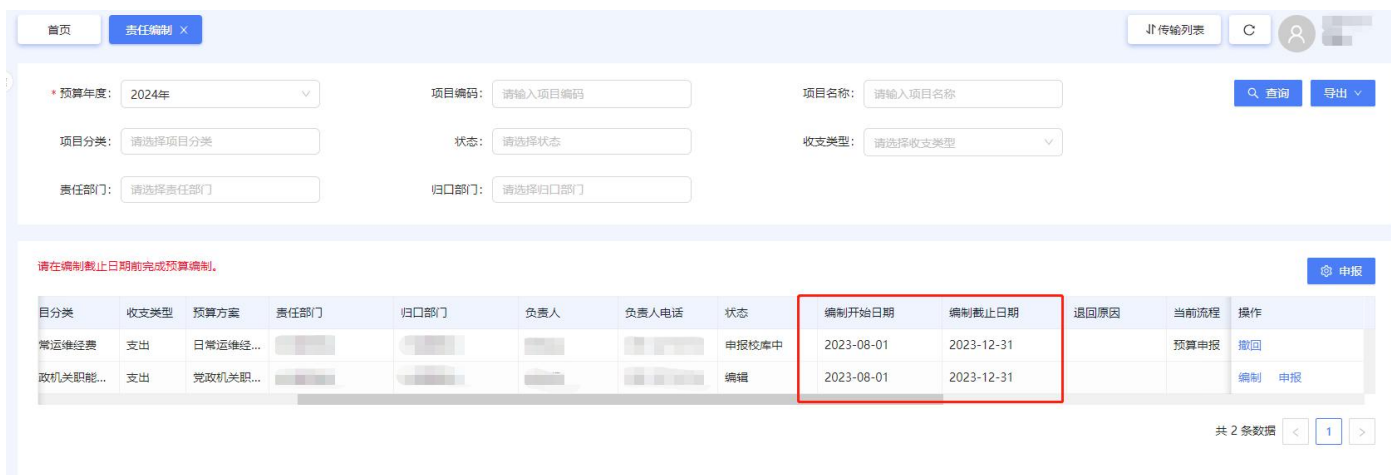 首页 责任编制 × 传输列表
* 预算年度: 2024年 项目编码: 请输入项目编码 项目名称: 请输入项目名称 查询 导出
项目分类: 请选择项目分类 状态: 请选择状态 收支类型: 请选择收支类型
责任部门: 请选择责任部门 归口部门: 请选择归口部门
请在编制截止日期前完成预算编制。
申报
目分类 收支类型 预算方案 责任部门 归口部门 负责人 负责人电话 状态 编制开始日期 编制截止日期 退回原因 当前流程 操作
常运维经费 支出 日常运维经... 申报校库中 2023-08-01 2023-12-31 预算申报 撤回
政机关职能... 支出 党政机关职... 编辑 2023-08-01 2023-12-31 编制 申报
共 2 条数据 < 1 >